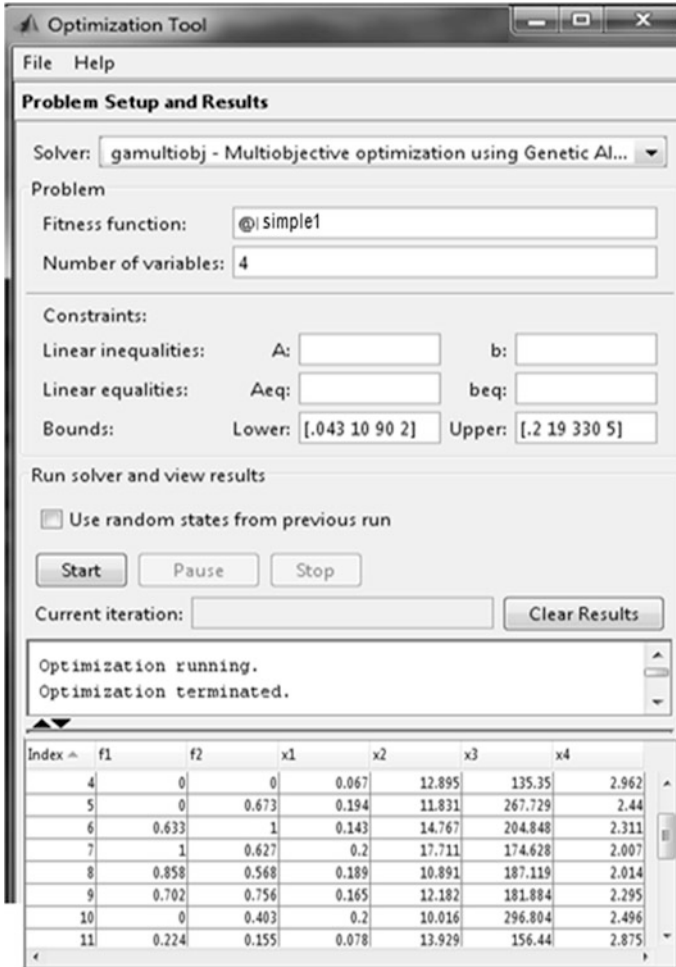 Optimization Tool
File Help
Problem Setup and Results
Solver: gamultiobj - Multiobjective optimization using Genetic Al...
Problem
Fitness function: @simple1
Number of variables: 4
Constraints:
Linear inequalities: A: b:
Linear equalities: Aeq: beq:
Bounds: Lower: [.043 10 90 2] Upper: [.2 19 330 5]
Run solver and view results
Use random states from previous run
Start Pause Stop
Current iteration: Clear Results
Optimization running.
Optimization terminated.
Index f1 f2 x1 x2 x3 x4
4 0 0 0.067 12.895 135.35 2.962
5 0 0.673 0.194 11.831 267.729 2.44
6 0.633 1 0.143 14.767 204.848 2.311
7 1 0.627 0.2 17.711 174.628 2.007
8 0.858 0.568 0.189 10.891 187.119 2.014
9 0.702 0.756 0.165 12.182 181.884 2.295
10 0 0.403 0.2 10.016 296.804 2.496
11 0.224 0.155 0.078 13.929 156.44 2.875